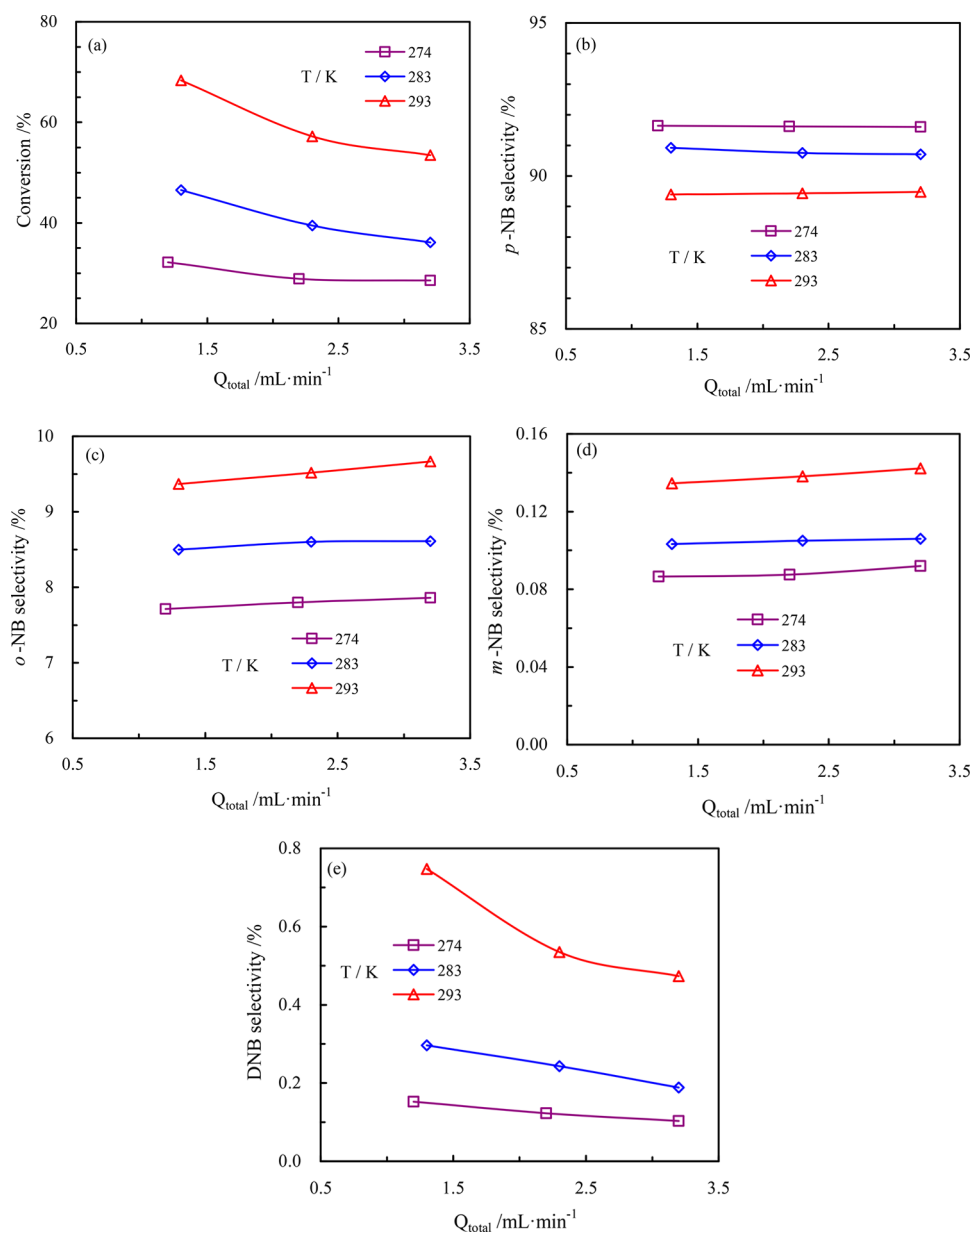 (a)
80
60
40
20
0.5 1.5 2.5 3.5
Conversion /%
T / K
274
283
293
Q_total /mL·min⁻¹
(b)
95
90
85
0.5 1.5 2.5 3.5
p-NB selectivity /%
T / K
274
283
293
Q_total /mL·min⁻¹
(c)
10
9
8
7
6
0.5 1.5 2.5 3.5
o-NB selectivity /%
T / K
274
283
293
Q_total /mL·min⁻¹
(d)
0.16
0.12
0.08
0.04
0.00
0.5 1.5 2.5 3.5
m-NB selectivity /%
T / K
274
283
293
Q_total /mL·min⁻¹
(e)
0.8
0.6
0.4
0.2
0.0
0.5 1.5 2.5 3.5
DNB selectivity /%
T / K
274
283
293
Q_total /mL·min⁻¹